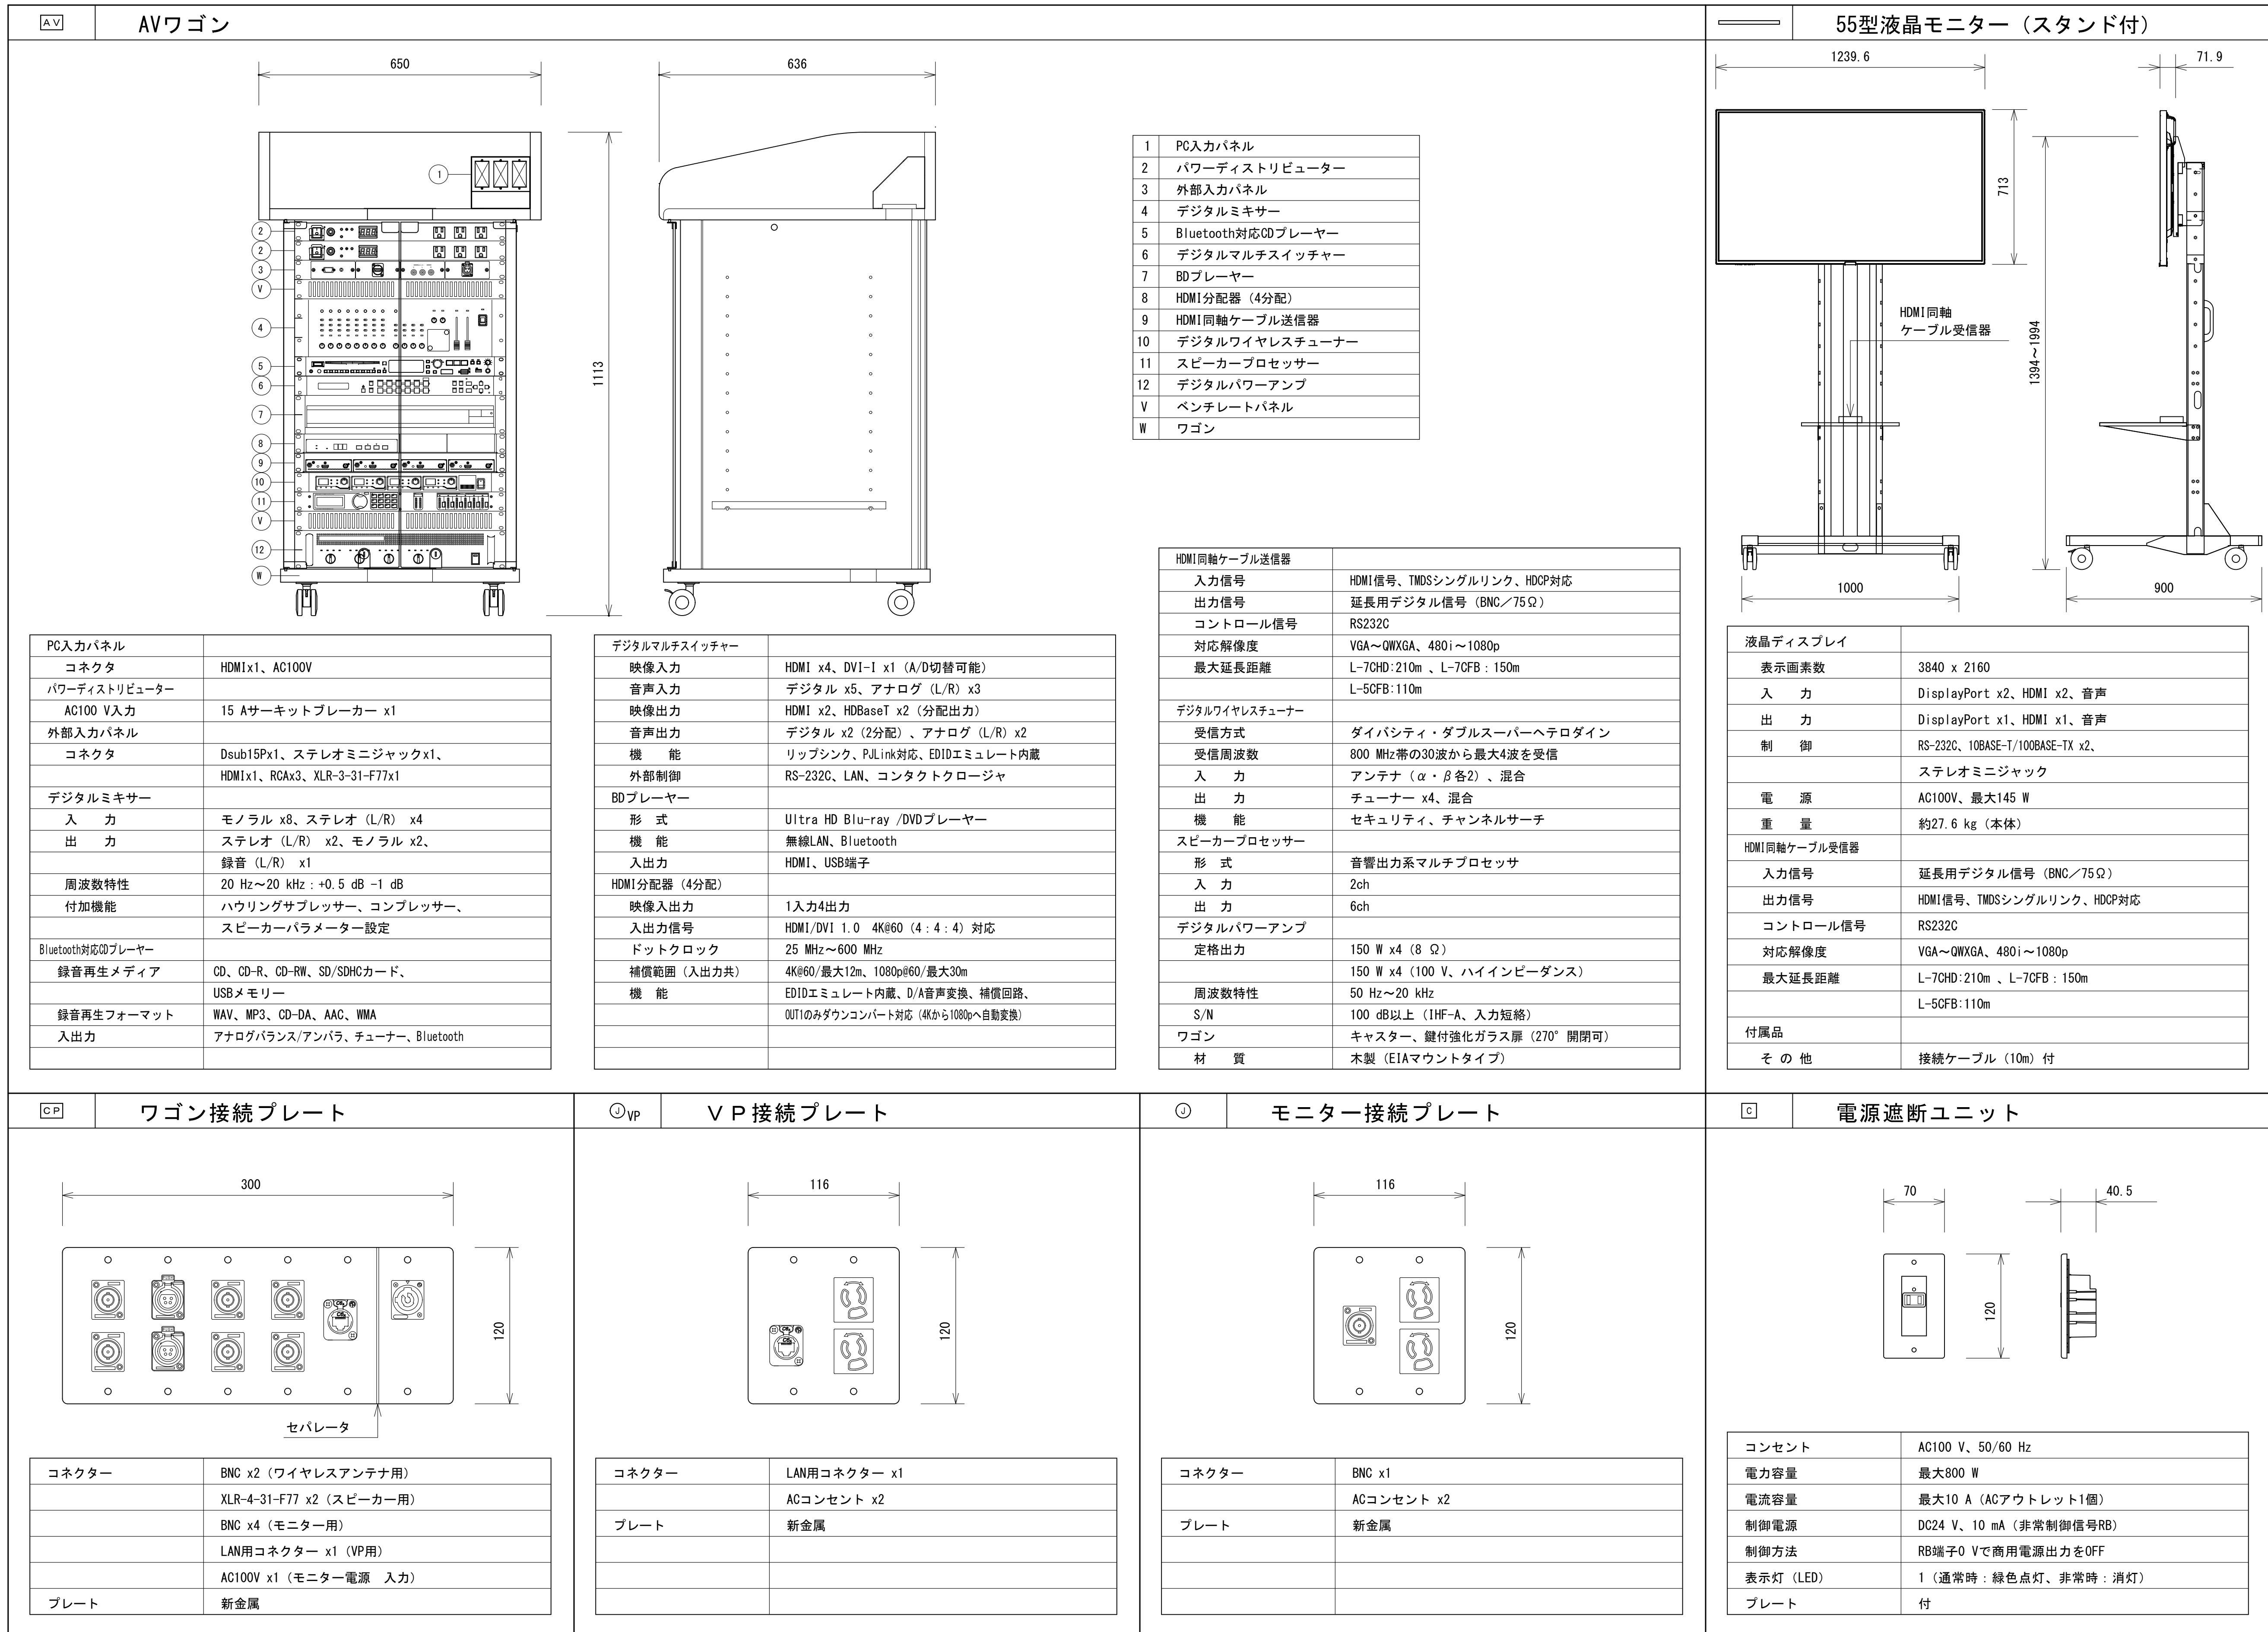 AV
AVワゴン
650
636
1113
1
2
2
3
V
4
5
6
7
8
9
10
11
V
12
W
1 PC入力パネル
2 パワーディストリビューター
3 外部入力パネル
4 デジタルミキサー
5 Bluetooth対応CDプレーヤー
6 デジタルマルチスイッチャー
7 BDプレーヤー
8 HDMI分配器（4分配）
9 HDMI同軸ケーブル送信器
10 デジタルワイヤレスチューナー
11 スピーカープロセッサー
12 デジタルパワーアンプ
V ベンチレートパネル
W ワゴン
PC入力パネル
コネクタ HDMIx1、AC100V
パワーディストリビューター
AC100 V入力 15 Aサーキットブレーカー x1
外部入力パネル
コネクタ Dsub15Px1、ステレオミニジャックx1、
HDMIx1、RCAx3、XLR-3-31-F77x1
デジタルミキサー
入　力 モノラル x8、ステレオ（L/R） x4
出　力 ステレオ（L/R） x2、モノラル x2、
録音（L/R） x1
周波数特性 20 Hz～20 kHz：+0.5 dB -1 dB
付加機能 ハウリングサプレッサー、コンプレッサー、
スピーカーパラメーター設定
Bluetooth対応CDプレーヤー
録音再生メディア CD、CD-R、CD-RW、SD/SDHCカード、
USBメモリー
録音再生フォーマット WAV、MP3、CD-DA、AAC、WMA
入出力 アナログバランス/アンバラ、チューナー、Bluetooth
デジタルマルチスイッチャー
映像入力 HDMI x4、DVI-I x1（A/D切替可能）
音声入力 デジタル x5、アナログ（L/R）x3
映像出力 HDMI x2、HDBaseT x2（分配出力）
音声出力 デジタル x2（2分配）、アナログ（L/R）x2
機　能 リップシンク、PJLink対応、EDIDエミュレート内蔵
外部制御 RS-232C、LAN、コンタクトクロージャ
BDプレーヤー
形　式 Ultra HD Blu-ray /DVDプレーヤー
機　能 無線LAN、Bluetooth
入出力 HDMI、USB端子
HDMI分配器（4分配）
映像入出力 1入力4出力
入出力信号 HDMI/DVI 1.0　4K@60（4：4：4）対応
ドットクロック 25 MHz～600 MHz
補償範囲（入出力共） 4K@60/最大12m、1080p@60/最大30m
機　能 EDIDエミュレート内蔵、D/A音声変換、補償回路、
OUT1のみダウンコンバート対応（4Kから1080pへ自動変換）
HDMI同軸ケーブル送信器
入力信号 HDMI信号、TMDSシングルリンク、HDCP対応
出力信号 延長用デジタル信号（BNC／75Ω）
コントロール信号 RS232C
対応解像度 VGA～QWXGA、480i～1080p
最大延長距離 L-7CHD:210m 、L-7CFB：150m
L-5CFB:110m
デジタルワイヤレスチューナー
受信方式 ダイバシティ・ダブルスーパーヘテロダイン
受信周波数 800 MHz帯の30波から最大4波を受信
入　力 アンテナ（α・β各2）、混合
出　力 チューナー x4、混合
機　能 セキュリティ、チャンネルサーチ
スピーカープロセッサー
形　式 音響出力系マルチプロセッサ
入　力 2ch
出　力 6ch
デジタルパワーアンプ
定格出力 150 W x4（8 Ω）
150 W x4（100 V、ハイインピーダンス）
周波数特性 50 Hz～20 kHz
S/N 100 dB以上（IHF-A、入力短絡）
ワゴン キャスター、鍵付強化ガラス扉（270°開閉可）
材　質 木製（EIAマウントタイプ）
55型液晶モニター（スタンド付）
1239.6
71.9
713
1394～1994
HDMI同軸
ケーブル受信器
1000
900
液晶ディスプレイ
表示画素数 3840 x 2160
入　力 DisplayPort x2、HDMI x2、音声
出　力 DisplayPort x1、HDMI x1、音声
制　御 RS-232C、10BASE-T/100BASE-TX x2、
ステレオミニジャック
電　源 AC100V、最大145 W
重　量 約27.6 kg（本体）
HDMI同軸ケーブル受信器
入力信号 延長用デジタル信号（BNC／75Ω）
出力信号 HDMI信号、TMDSシングルリンク、HDCP対応
コントロール信号 RS232C
対応解像度 VGA～QWXGA、480i～1080p
最大延長距離 L-7CHD:210m 、L-7CFB：150m
L-5CFB:110m
付属品
そ の 他 接続ケーブル（10m）付
CP
ワゴン接続プレート
300
120
セパレータ
コネクター BNC x2（ワイヤレスアンテナ用）
XLR-4-31-F77 x2（スピーカー用）
BNC x4（モニター用）
LAN用コネクター x1（VP用）
AC100V x1（モニター電源　入力）
プレート 新金属
J VP
ＶＰ接続プレート
116
120
コネクター LAN用コネクター x1
ACコンセント x2
プレート 新金属
J
モニター接続プレート
116
120
コネクター BNC x1
ACコンセント x2
プレート 新金属
C
電源遮断ユニット
70
40.5
120
コンセント AC100 V、50/60 Hz
電力容量 最大800 W
電流容量 最大10 A（ACアウトレット1個）
制御電源 DC24 V、10 mA（非常制御信号RB）
制御方法 RB端子0 Vで商用電源出力をOFF
表示灯（LED） 1（通常時：緑色点灯、非常時：消灯）
プレート 付